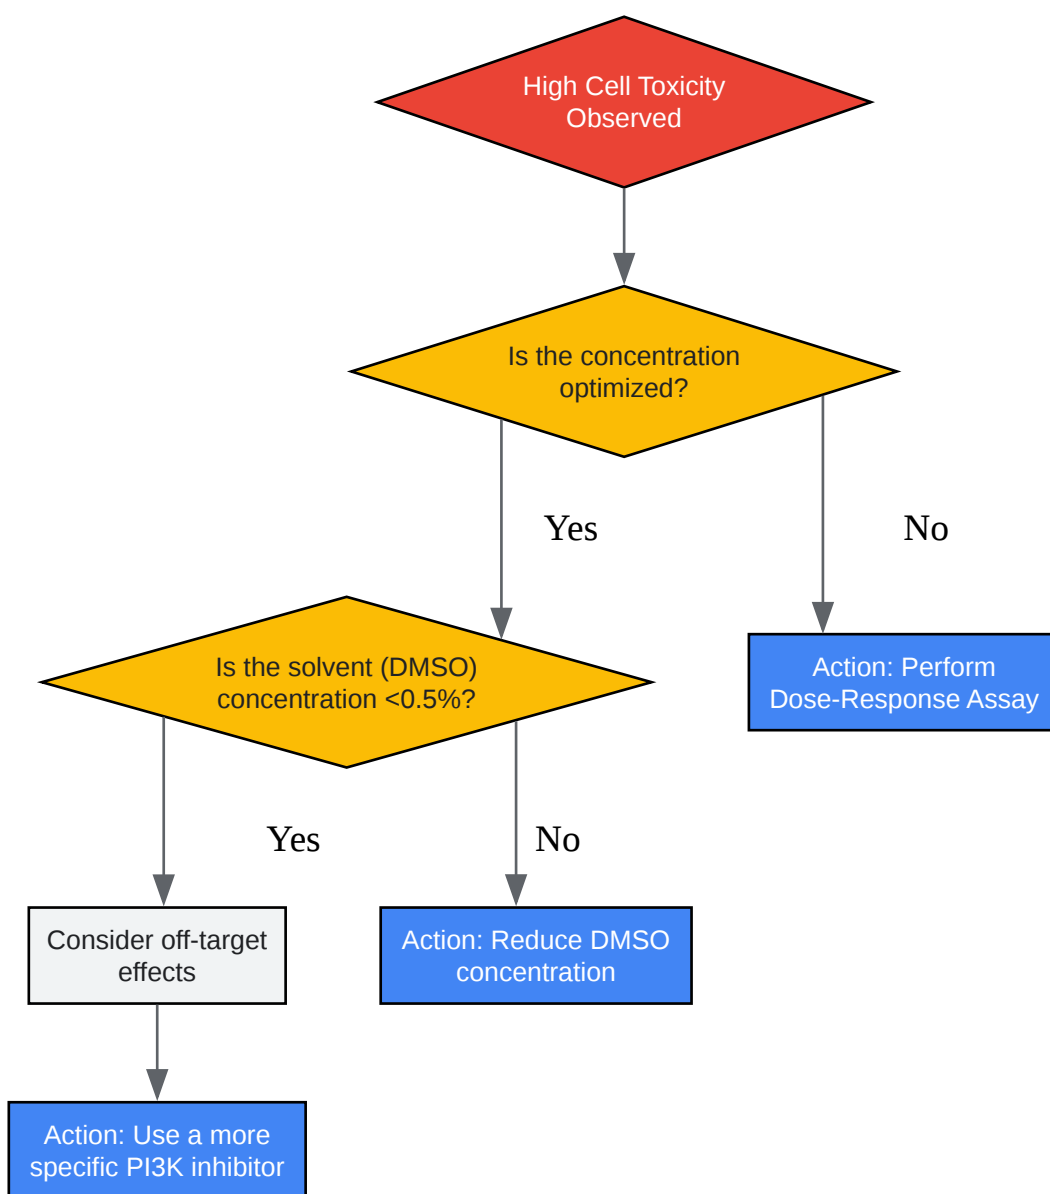 High Cell Toxicity
Observed
Is the concentration
optimized?
Yes
No
Is the solvent (DMSO)
concentration <0.5%?
Action: Perform
Dose-Response Assay
Yes
No
Consider off-target
effects
Action: Reduce DMSO
concentration
Action: Use a more
specific PI3K inhibitor